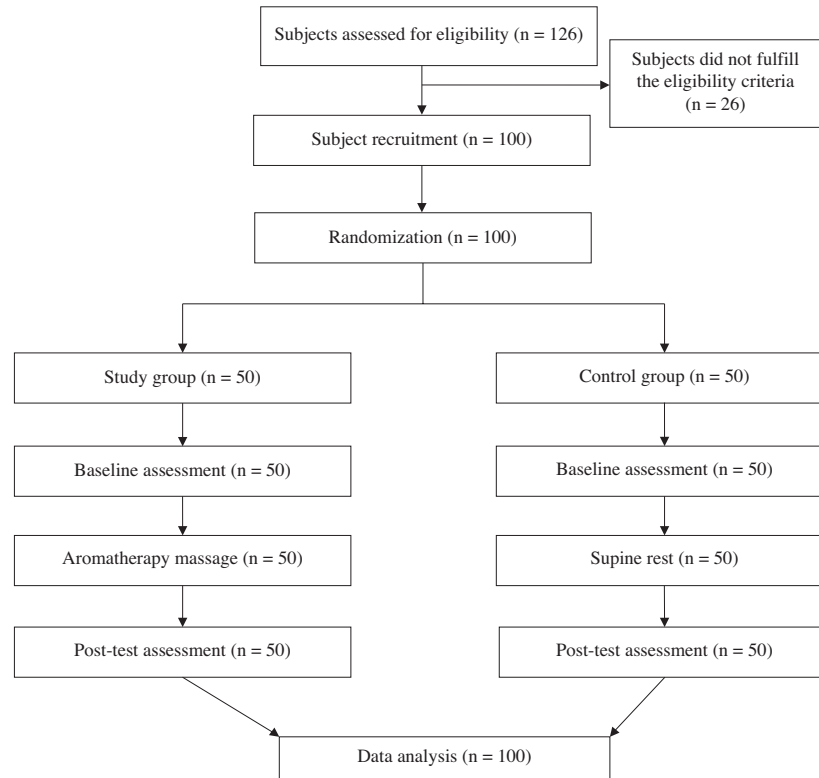 Subjects assessed for eligibility (n = 126)
Subjects did not fulfill
the eligibility criteria
(n = 26)
Subject recruitment (n = 100)
Randomization (n = 100)
Study group (n = 50)
Control group (n = 50)
Baseline assessment (n = 50)
Baseline assessment (n = 50)
Aromatherapy massage (n = 50)
Supine rest (n = 50)
Post-test assessment (n = 50)
Post-test assessment (n = 50)
Data analysis (n = 100)